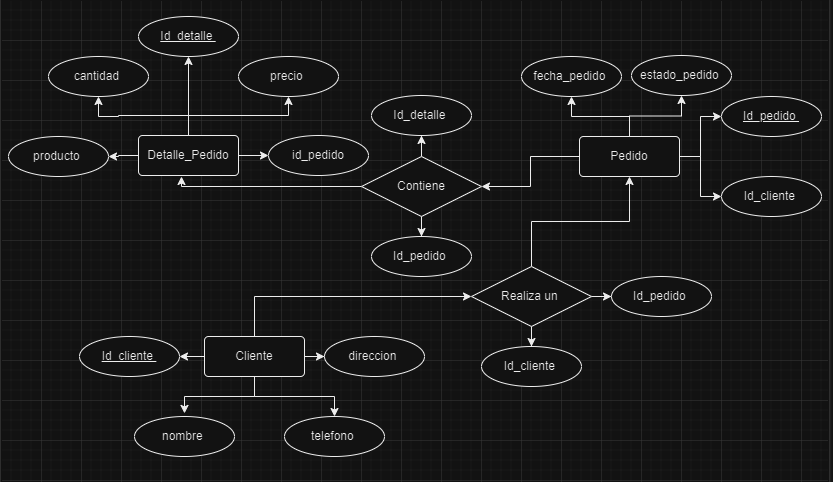 Id_detalle
cantidad
precio
fecha_pedido
estado_pedido
Id_detalle
Id_pedido
producto
Detalle_Pedido
id_pedido
Pedido
Contiene
Id_cliente
Id_pedido
Realiza un
Id_pedido
Id_cliente
Cliente
direccion
Id_cliente
nombre
telefono